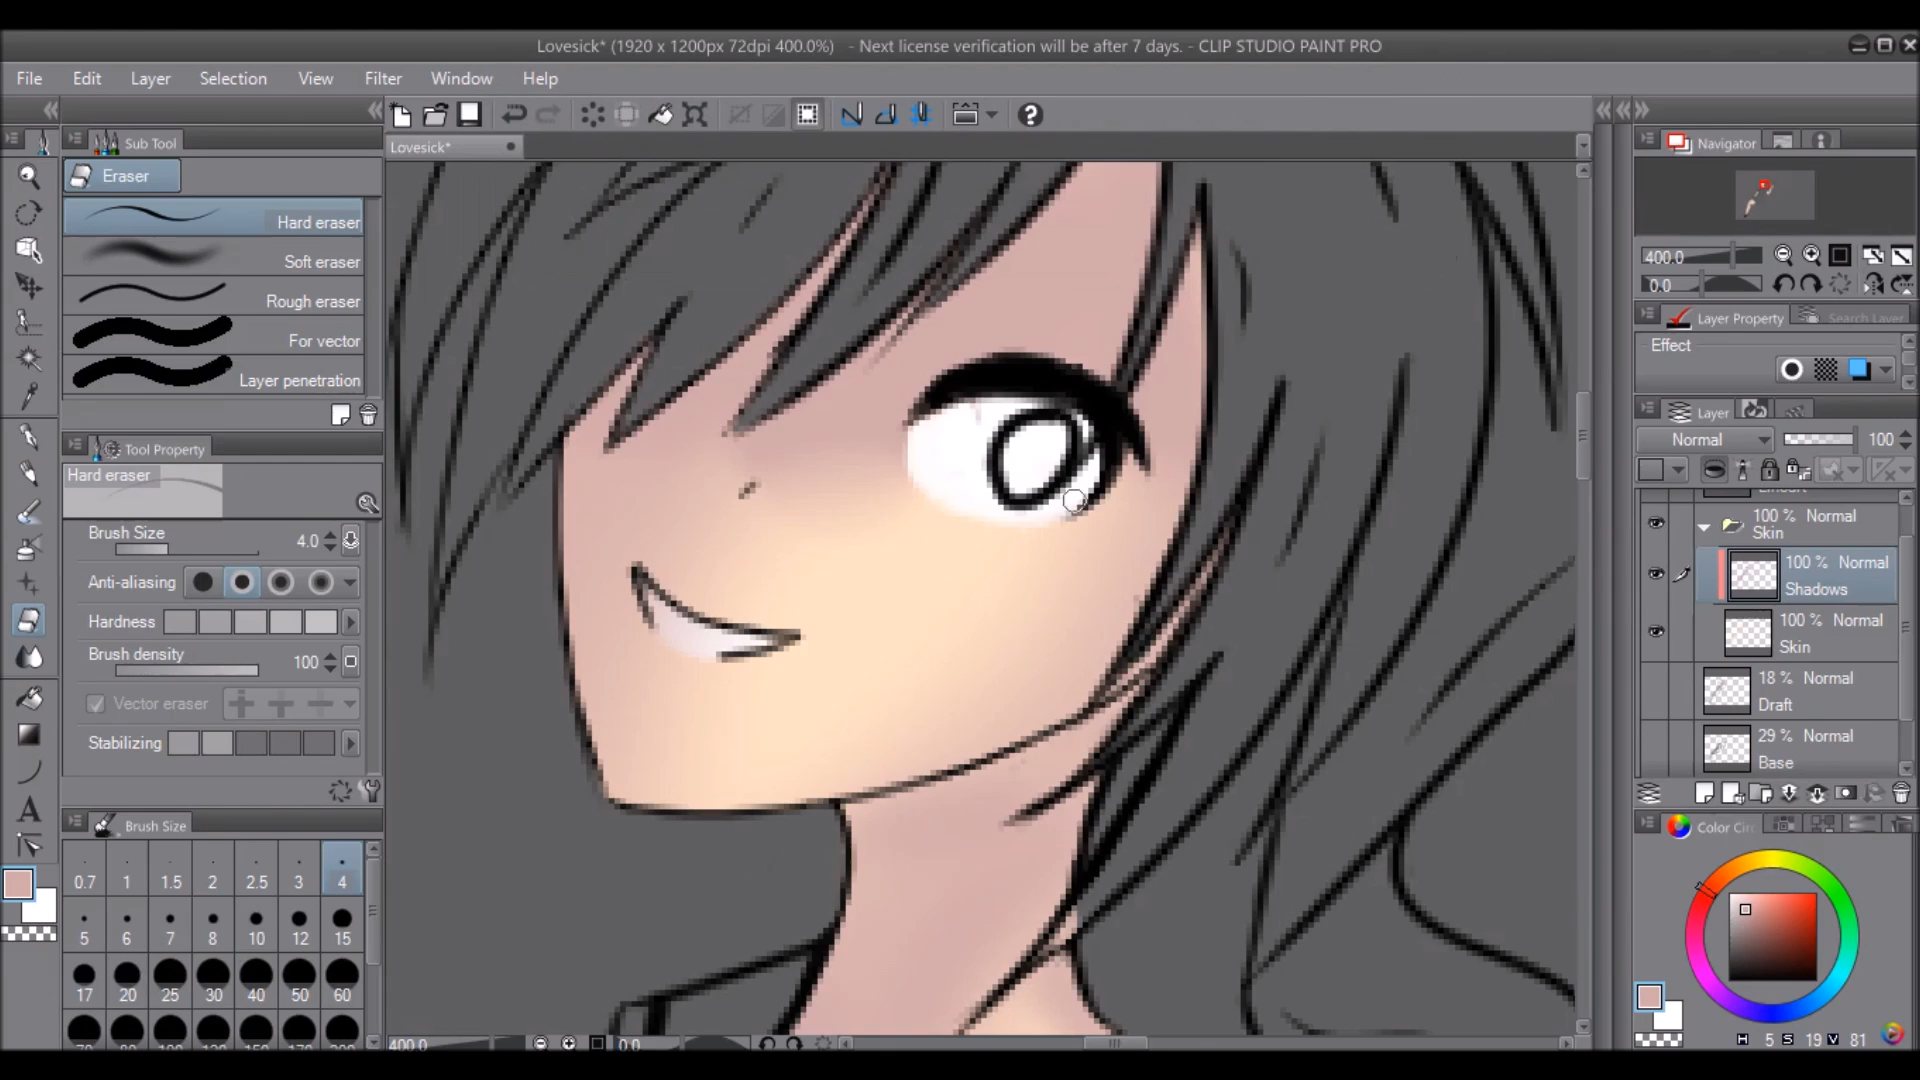 Lovesick* (1920 x 1200px 72dpi 400.0%) - Next license verification will be after 7 days. - CLIP STUDIO PAINT PRO
File Edit Layer Selection View Filter Window Help
Sub Tool
Lovesick*
Navigator
Eraser
Hard eraser
Soft eraser
Rough eraser
For vector
Layer penetration
400.0
0.0
Layer Property Search Layer
Effect
Layer
Normal 100
Tool Property
Hard eraser
Brush Size 4.0
Anti-aliasing
Hardness
Brush density 100
Vector eraser
Stabilizing
100 % Normal
Skin
100 % Normal
Shadows
100 % Normal
Skin
18 % Normal
Draft
29 % Normal
Base
Brush Size
0.7 1 1.5 2 2.5 3 4
5 6 7 8 10 12 15
17 20 25 30 40 50 60
A
400.0 0.0
H 5 S 19 V 81